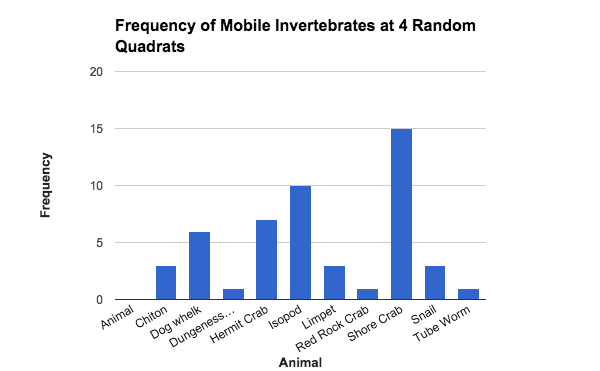 Frequency of Mobile Invertebrates at 4 Random
Quadrats
20
15
10
5
0
Frequency
Animal
Chiton
Dog whelk
Dungeness...
Hermit Crab
Isopod
Limpet
Red Rock Crab
Shore Crab
Snail
Tube Worm
Animal